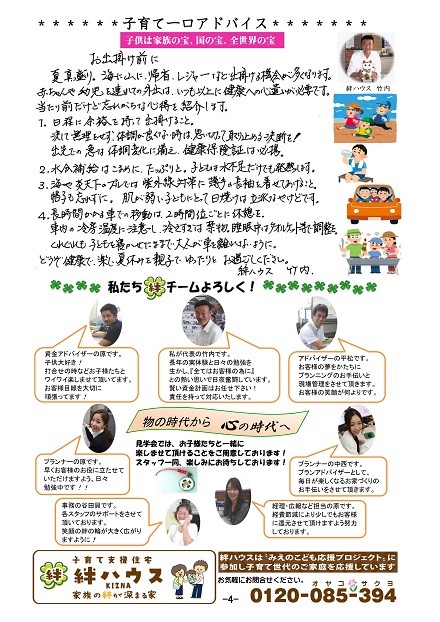 ＊＊＊＊＊＊子育て一口アドバイス＊＊＊＊＊＊＊
子供は家族の宝、国の宝、全世界の宝
お出掛け前に
夏真盛り。海に山に、帰省、レジャーなど出掛ける機会が多くなります。
赤ちゃんや幼児を連れての外出は、いつも以上に健康への心遣いが必要です。
当たり前だけど忘れがちな心得を紹介します。
1. 日程に余裕を持って出掛けること。
決して無理をせず、体調が良くない時は、思い切って取り止める決断を！
出先での急な体調変化に備え、健康保険証は必携。
2. 水分補給はこまめに、たっぷりと。子どもは水不足だけでも発熱します。
3. 海や炎天下のプールでは紫外線対策に薄手の長袖を着せてあげること。
帽子も忘れずに。肌が弱い子どもにとって日焼けは立派なやけどです。
4. 長時間かかる車での移動は、2時間位ごとに休憩を。
車内の冷房温度に注意し、冷えすぎは禁物。睡眠中はタオル1枚で調整を。
くれぐれも子どもを寝かせたままで大人が車を離れないように。
どうぞ健康で、楽しい夏休みを親子でゆったりとお過ごしください。
絆ハウス 竹内
絆ハウス 竹内
私たち 絆 チームよろしく！
資金アドバイザーの原です。
子供大好き！
打合せの時などお子様たちと
ワイワイ楽しませて頂いてます。
お客様目線を大切に
頑張ってます！
私が代表の竹内です。
長年の実体験と日々の勉強を
生かし、『全てはお客様の為に』
との熱い思いで日夜奮闘しています。
賢い資金計画はお任せ下さい！
責任を持って対応いたします。
アドバイザーの平松です。
お客様の夢をかたちに
プランニングのお手伝いと
現場管理をさせて頂きます。
お客様の笑顔が何よりです。
物の時代から 心の時代へ
見学会では、お子様たちと一緒に
楽しませて頂けることをご用意しております！
スタッフ一同、楽しみにお待ちしております！
プランナーの原です。
早くお客様のお役に立たせて
いただけますよう、日々
勉強中です！！
プランナーの中西です。
プランアドバイザーとして、
毎日が楽しくなるお家づくりの
お手伝いをさせて頂きます。
事務の谷田貝です。
各スタッフのサポートをさせて
頂いております。
笑顔の絆の輪が大きく広がり
ますように！
経理・広報など担当の原です。
経費節減により少しでもお客様
に還元させて頂けますよう努力
しております。
子育て支援住宅
絆 絆ハウス
KIZNA
家族の絆が深まる家
絆ハウスは「みえのこども応援プロジェクト」に
参加し子育て世代のご家庭を応援しています
お気軽にお問合せください。
オヤコ サクヨ
0120-085-394
-4-